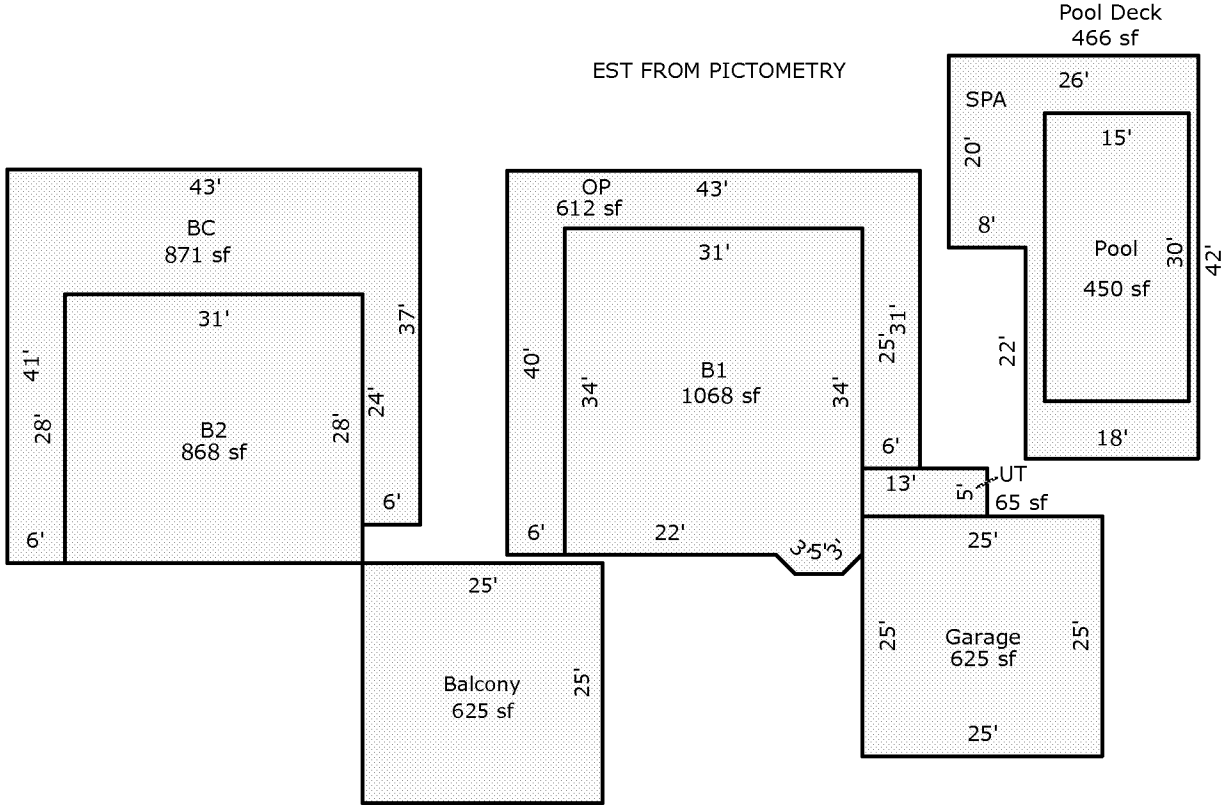 Pool Deck
466 sf
EST FROM PICTOMETRY
26'
SPA
15'
20'
8'
Pool
450 sf
30'
42'
22'
18'
43'
BC
871 sf
31'
37'
41'
28'
B2
868 sf
28'
24'
6'
6'
OP
612 sf
43'
31'
31'
25'
40'
34'
B1
1068 sf
34'
6'
13'
5'
UT
65 sf
6'
22'
3'
5'
3'
25'
25'
Garage
625 sf
25'
25'
25'
Balcony
625 sf
25'